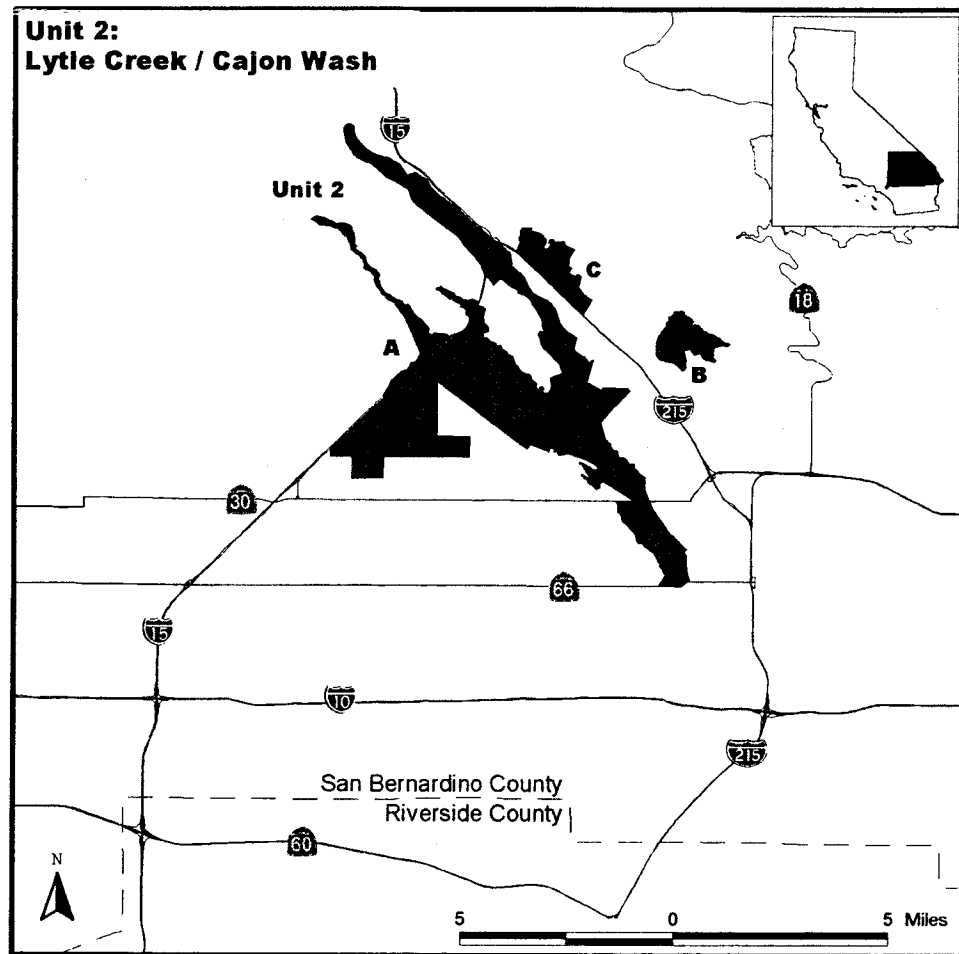 Unit 2:
Lytle Creek / Cajon Wash
15
Unit 2
C
18
A
B
215
30
66
15
10
215
San Bernardino County
Riverside County
60
N
5 0 5 Miles